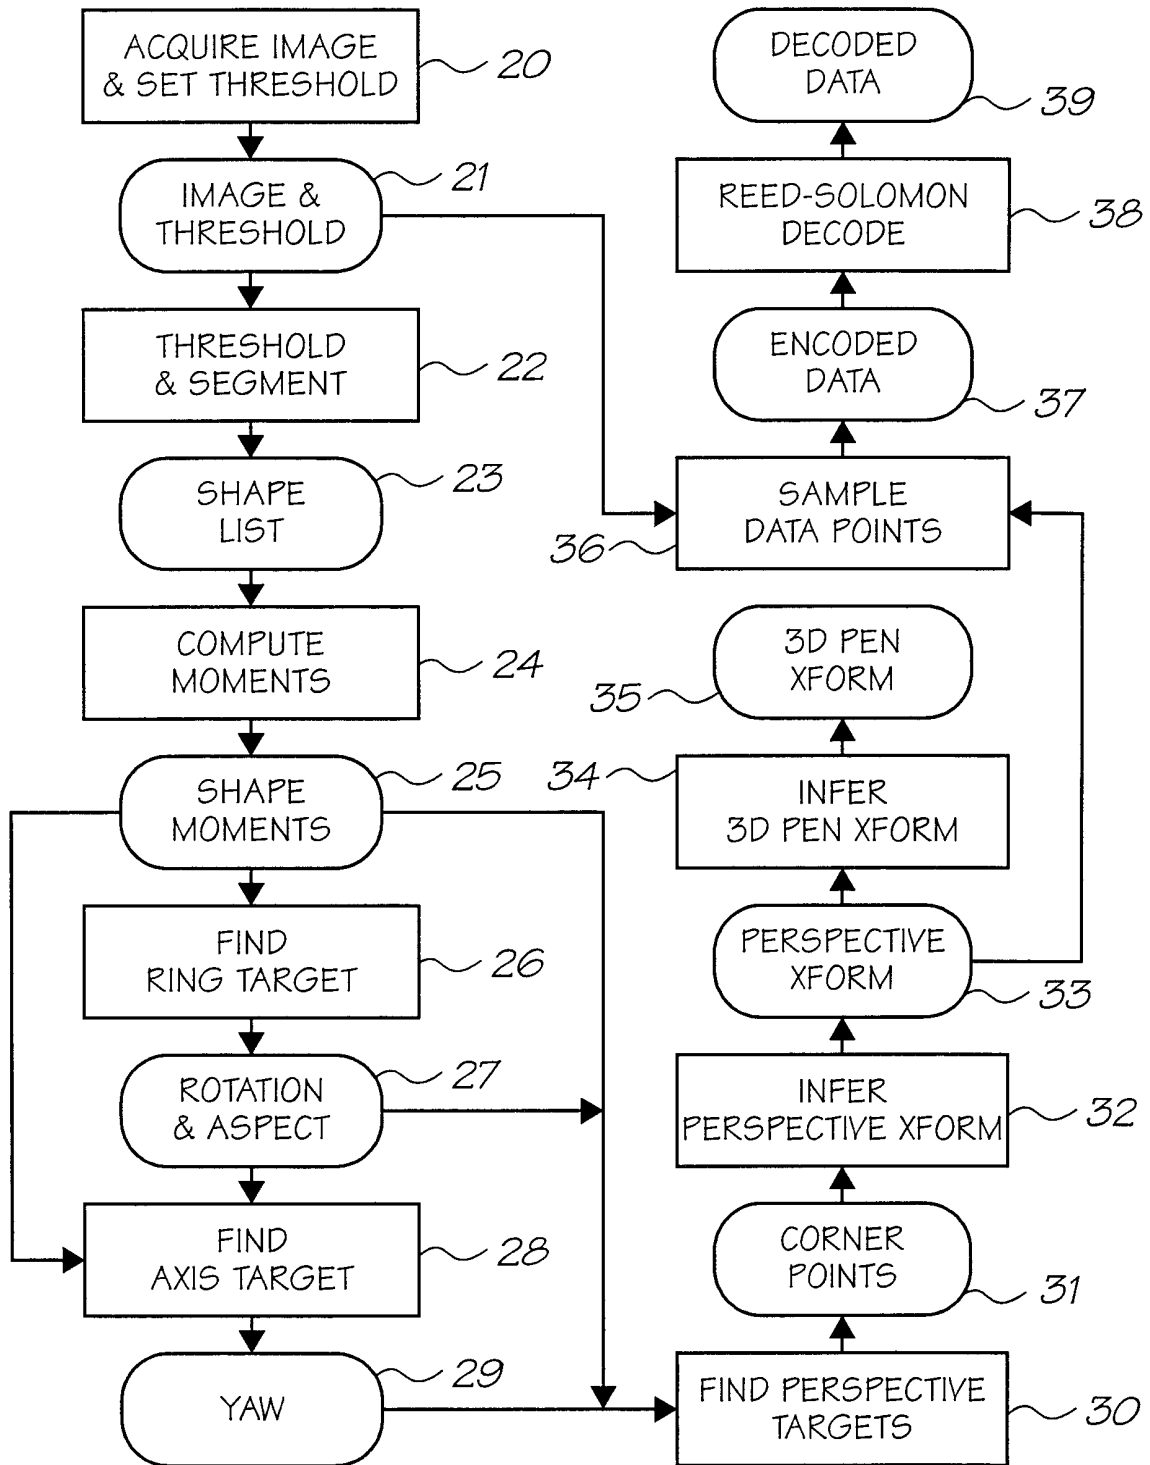 ACQUIRE IMAGE
& SET THRESHOLD
20
IMAGE &
THRESHOLD
21
THRESHOLD
& SEGMENT
22
SHAPE
LIST
23
COMPUTE
MOMENTS
24
SHAPE
MOMENTS
25
FIND
RING TARGET
26
ROTATION
& ASPECT
27
FIND
AXIS TARGET
28
YAW
29
DECODED
DATA
39
REED-SOLOMON
DECODE
38
ENCODED
DATA
37
SAMPLE
DATA POINTS
36
3D PEN
XFORM
35
34
INFER
3D PEN XFORM
PERSPECTIVE
XFORM
33
INFER
PERSPECTIVE XFORM
32
CORNER
POINTS
31
FIND PERSPECTIVE
TARGETS
30